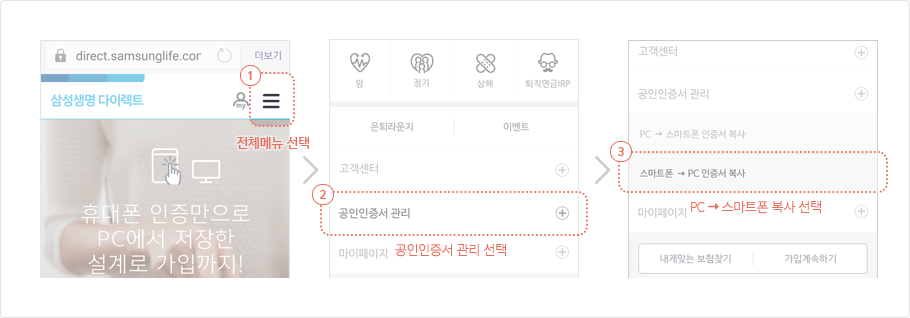 direct.samsunglife.cor
더보기
1
삼성생명 다이렉트
my
전체메뉴 선택
휴대폰 인증만으로
PC에서 저장한
설계로 가입까지!
암
정기
상해
퇴직연금IRP
은퇴라운지
이벤트
고객센터
2
공인인증서 관리
마이페이지
공인인증서 관리 선택
고객센터
공인인증서 관리
PC → 스마트폰 인증서 복사
3
스마트폰 → PC 인증서 복사
마이페이지
PC → 스마트폰 복사 선택
내게맞는 보험찾기
가입계속하기